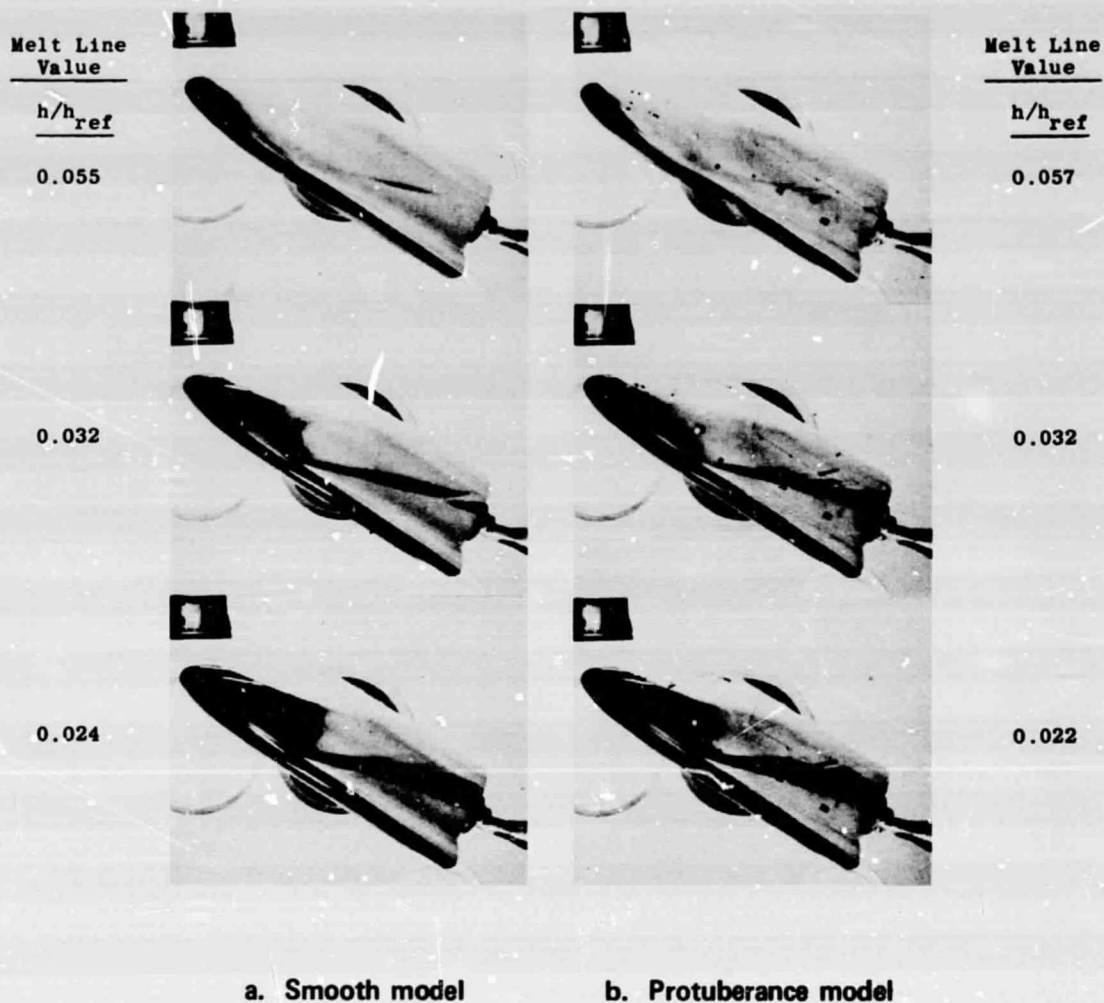 Melt Line
Value
h/h_ref
0.055
0.032
0.024
Melt Line
Value
h/h_ref
0.057
0.032
0.022
a. Smooth model
b. Protuberance model